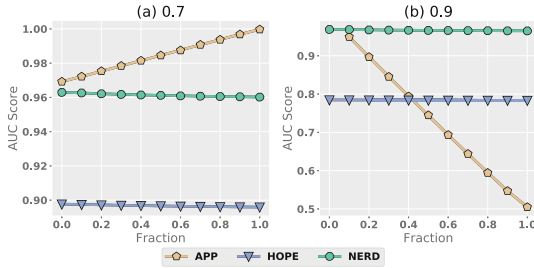 (a) 0.7
(b) 0.9
1.00
0.98
0.96
0.94
0.92
0.90
AUC Score
0.0 0.2 0.4 0.6 0.8 1.0
Fraction
0.9
0.8
0.7
0.6
0.5
AUC Score
0.0 0.2 0.4 0.6 0.8 1.0
Fraction
APP HOPE NERD